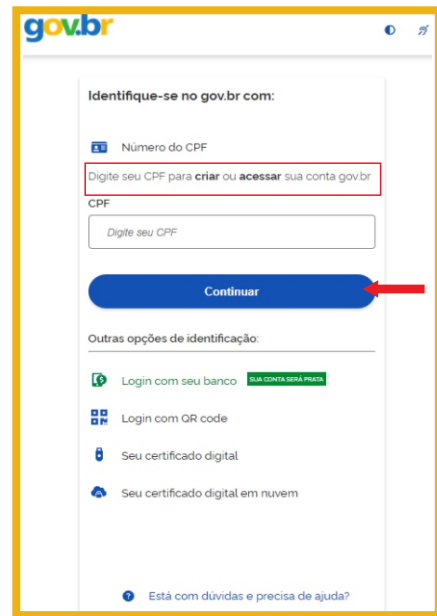 gov.br
Identifique-se no gov.br com:
Número do CPF
Digite seu CPF para criar ou acessar sua conta gov.br
CPF
Digite seu CPF
Continuar
Outras opções de identificação:
Login com seu banco SUA CONTA SERÁ PRATA
Login com QR code
Seu certificado digital
Seu certificado digital em nuvem
Está com dúvidas e precisa de ajuda?